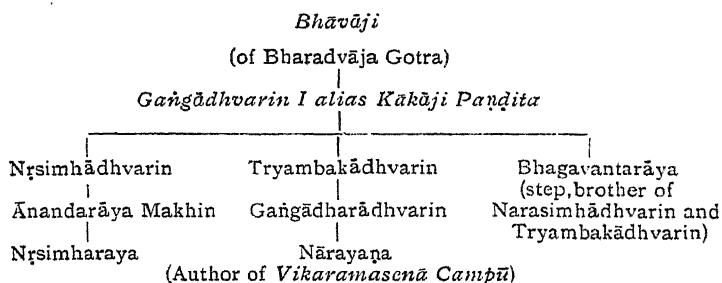 Bhāvāji
(of Bharadvāja Gotra)
Gaṅgādhvarin I alias Kākāji Paṇḍita
Nṛsimhādhvarin Tryambakādhvarin Bhagavantarāya
(step,brother of
Ānandarāya Makhin Gaṅgādharādhvarin Narasimhādhvarin and
Tryambakādhvarin)
Nṛsimharaya Nārayaṇa
(Author of Vikaramasenā Campū)